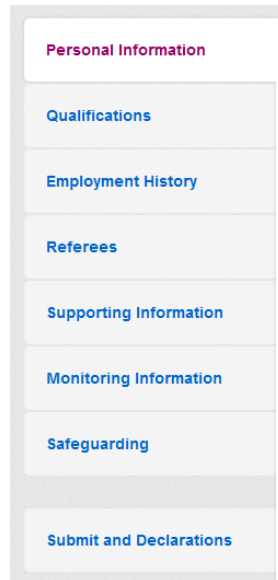 Personal Information
Qualifications
Employment History
Referees
Supporting Information
Monitoring Information
Safeguarding
Submit and Declarations